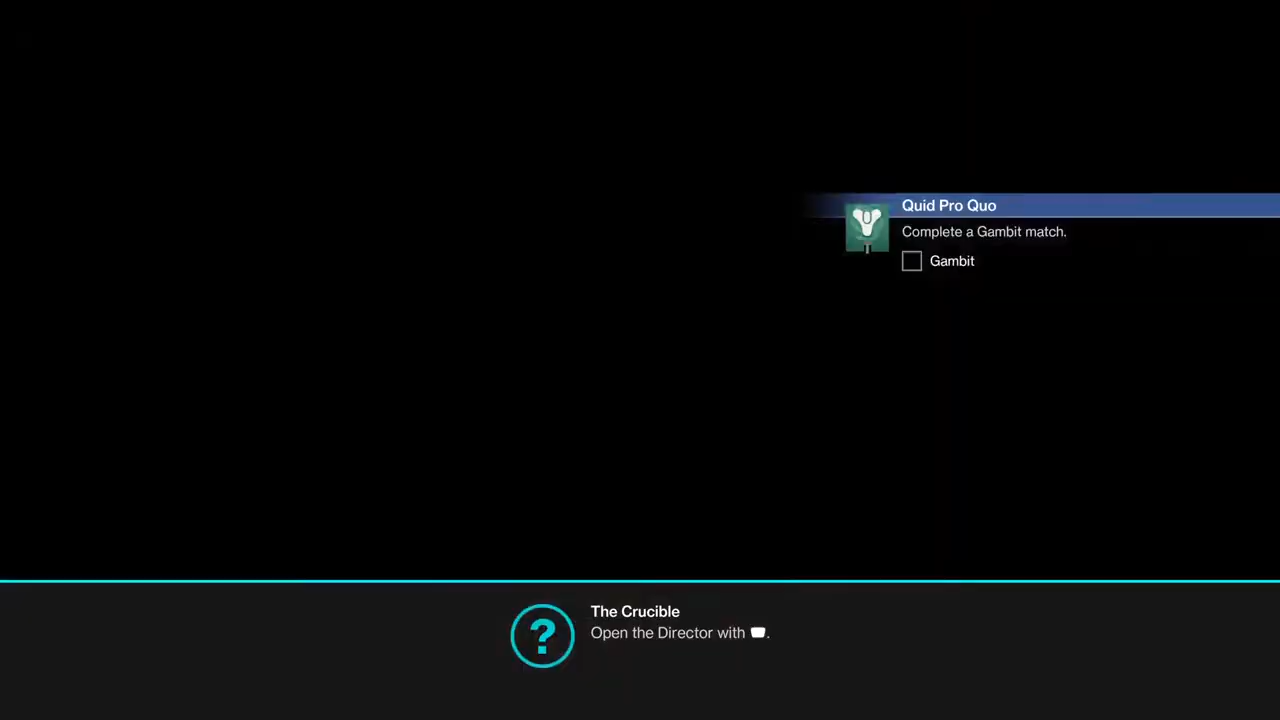 Quid Pro Quo
Complete a Gambit match.
Gambit
The Crucible
Open the Director with .